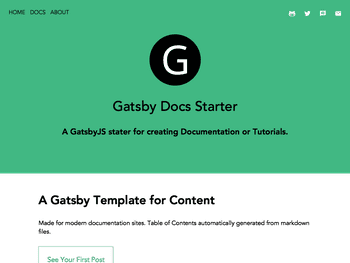 HOME DOCS ABOUT
G
Gatsby Docs Starter
A GatsbyJS stater for creating Documentation or Tutorials.
A Gatsby Template for Content
Made for modern documentation sites. Table of Contents automatically generated from markdown
files.
See Your First Post